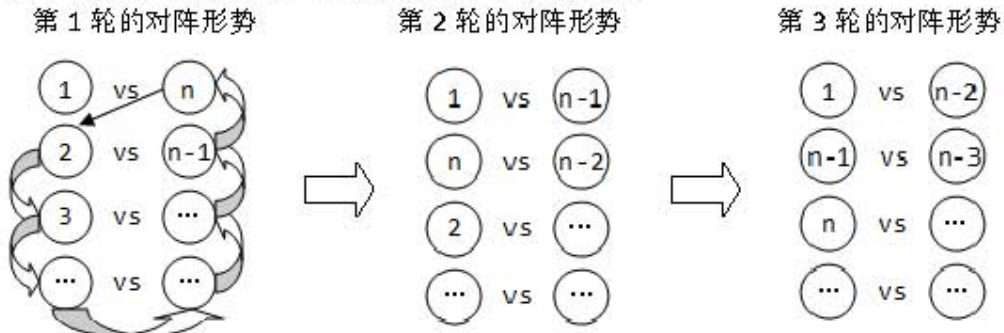 第 1 轮的对阵形势 第 2 轮的对阵形势 第 3 轮的对阵形势
1 vs n 1 vs n-1 1 vs n-2
2 vs n-1 n vs n-2 n-1 vs n-3
3 vs ... 2 vs ... n vs ...
... vs ... ... vs ... ... vs ...